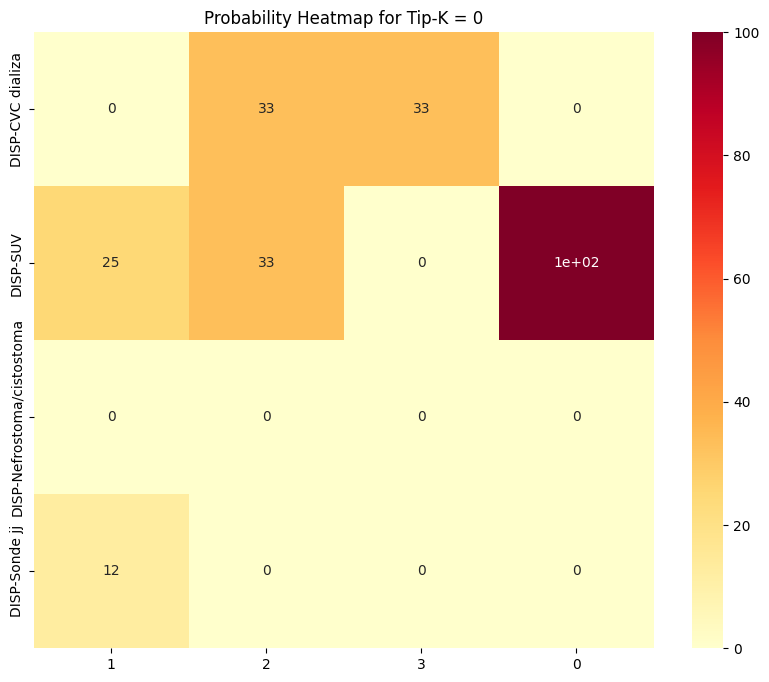 Probability Heatmap for Tip-K = 0
DISP-CVC dializa
0 33 33 0
DISP-SUV
25 33 0 1e+02
DISP-Nefrostoma/cistostoma
0 0 0 0
DISP-Sonde jj
12 0 0 0
1 2 3 0
100
80
60
40
20
0